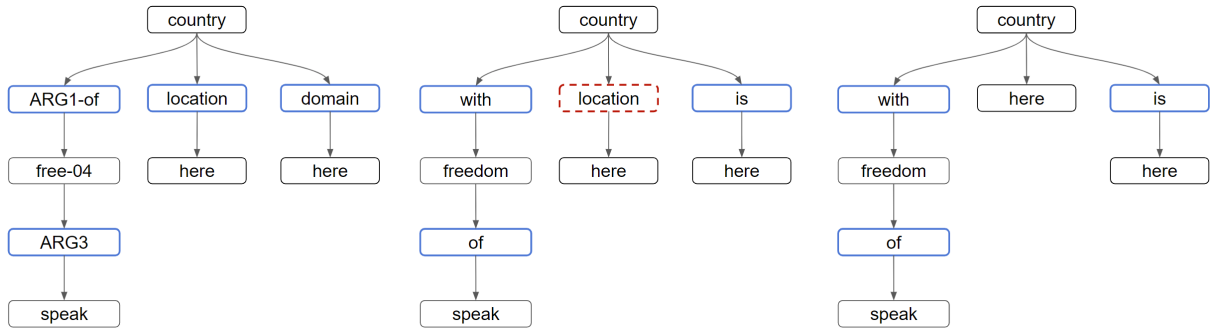 country country country
ARG1-of location domain with location is with here is
free-04 here here freedom here here freedom here
ARG3 of of
speak speak speak